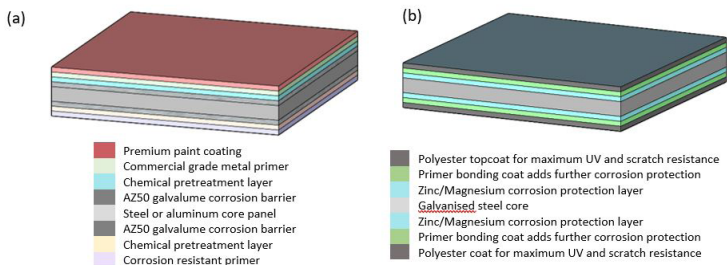 (a)
Premium paint coating
Commercial grade metal primer
Chemical pretreatment layer
AZ50 galvalume corrosion barrier
Steel or aluminum core panel
AZ50 galvalume corrosion barrier
Chemical pretreatment layer
Corrosion resistant primer
(b)
Polyester topcoat for maximum UV and scratch resistance
Primer bonding coat adds further corrosion protection
Zinc/Magnesium corrosion protection layer
Galvanised steel core
Zinc/Magnesium corrosion protection layer
Primer bonding coat adds further corrosion protection
Polyester coat for maximum UV and scratch resistance